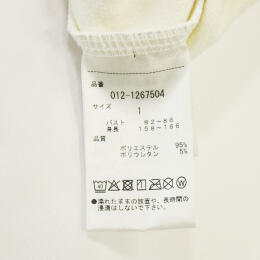 品番
012-1267504
サイズ
1
バスト 82~86
身長 158~166
品質
ポリエステル 95%
ポリウレタン 5%
●濡れたままの放置や、長時間の
浸漬はしないで下さい。